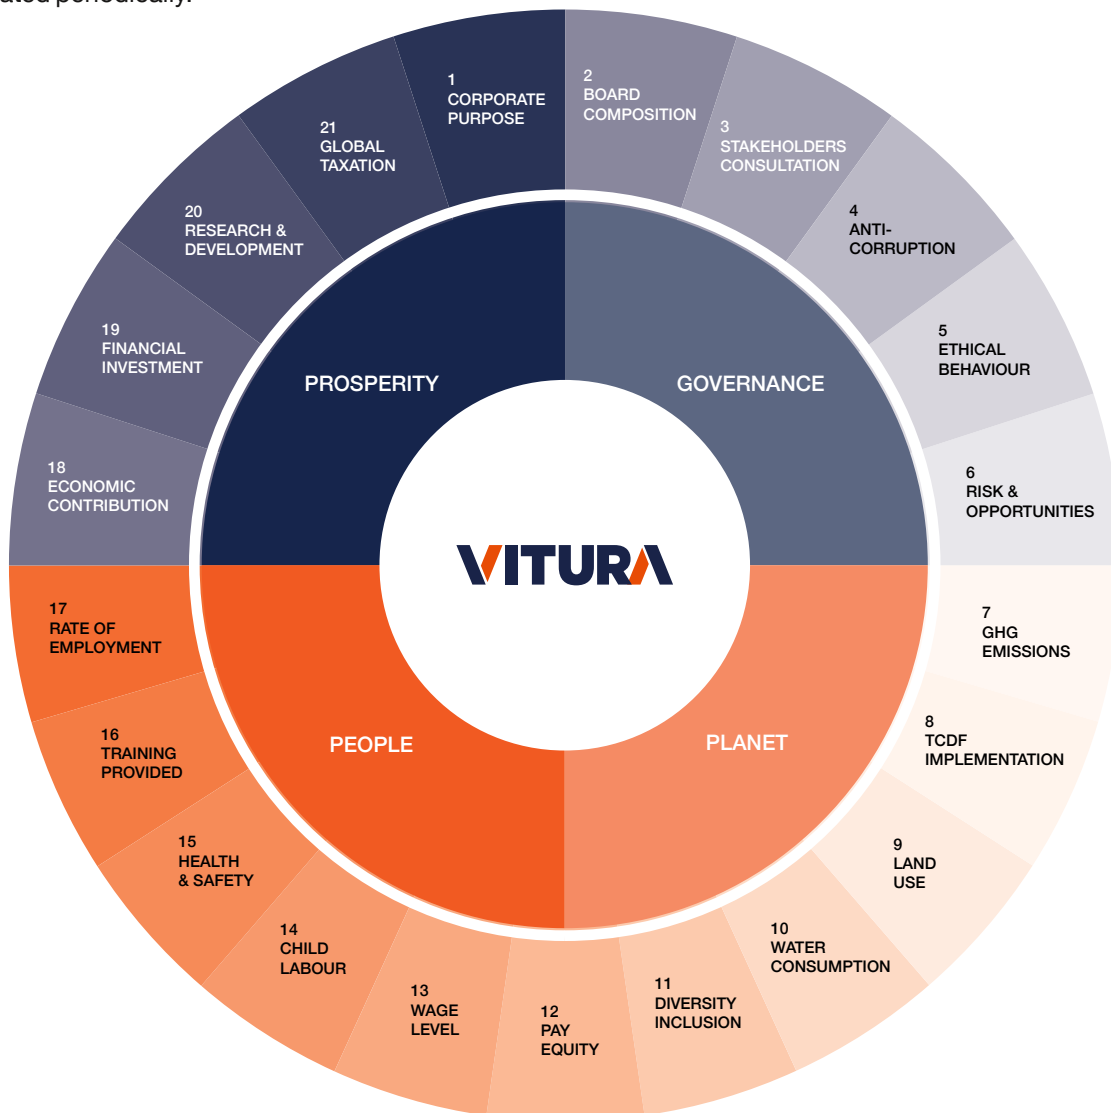 ated periodically.
1
CORPORATE
PURPOSE
2
BOARD
COMPOSITION
3
STAKEHOLDERS
CONSULTATION
4
ANTI-
CORRUPTION
5
ETHICAL
BEHAVIOUR
6
RISK &
OPPORTUNITIES
7
GHG
EMISSIONS
8
TCDF
IMPLEMENTATION
9
LAND
USE
10
WATER
CONSUMPTION
11
DIVERSITY
INCLUSION
12
PAY
EQUITY
13
WAGE
LEVEL
14
CHILD
LABOUR
15
HEALTH
& SAFETY
16
TRAINING
PROVIDED
17
RATE OF
EMPLOYMENT
18
ECONOMIC
CONTRIBUTION
19
FINANCIAL
INVESTMENT
20
RESEARCH &
DEVELOPMENT
21
GLOBAL
TAXATION
PROSPERITY
GOVERNANCE
VITURA
PEOPLE
PLANET